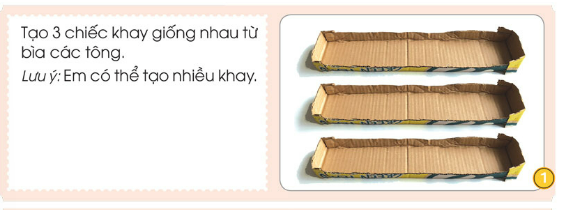 Tạo 3 chiếc khay giống nhau từ
bìa các tông.
Lưu ý: Em có thể tạo nhiều khay.
1